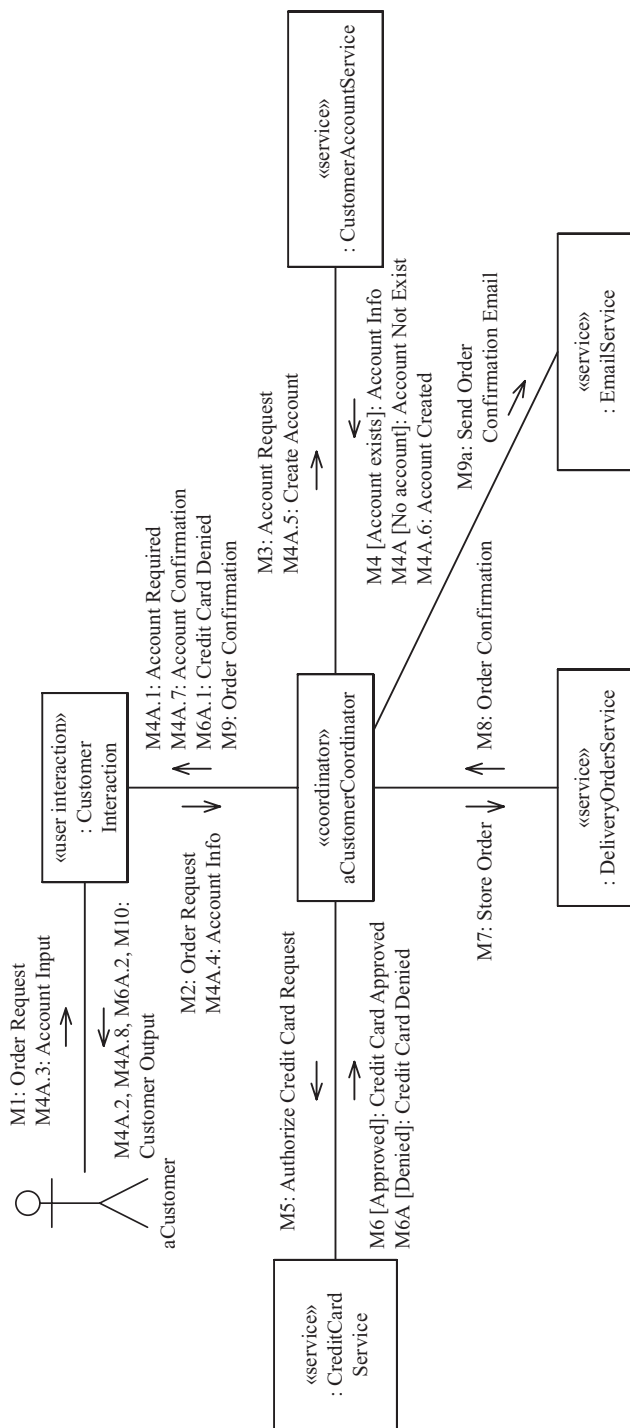 M1: Order Request
M4A.3: Account Input
M4A.2, M4A.8, M6A.2, M10:
Customer Output
aCustomer
«user interaction»
: Customer
Interaction
M4A.1: Account Required
M4A.7: Account Confirmation
M6A.1: Credit Card Denied
M9: Order Confirmation
M2: Order Request
M4A.4: Account Info
M3: Account Request
M4A.5: Create Account
«service»
: CustomerAccountService
M4 [Account exists]: Account Info
M4A [No account]: Account Not Exist
M4A.6: Account Created
«coordinator»
aCustomerCoordinator
M5: Authorize Credit Card Request
«service»
: CreditCard
Service
M6 [Approved]: Credit Card Approved
M6A [Denied]: Credit Card Denied
M7: Store Order
M8: Order Confirmation
M9a: Send Order
Confirmation Email
«service»
: DeliveryOrderService
«service»
: EmailService